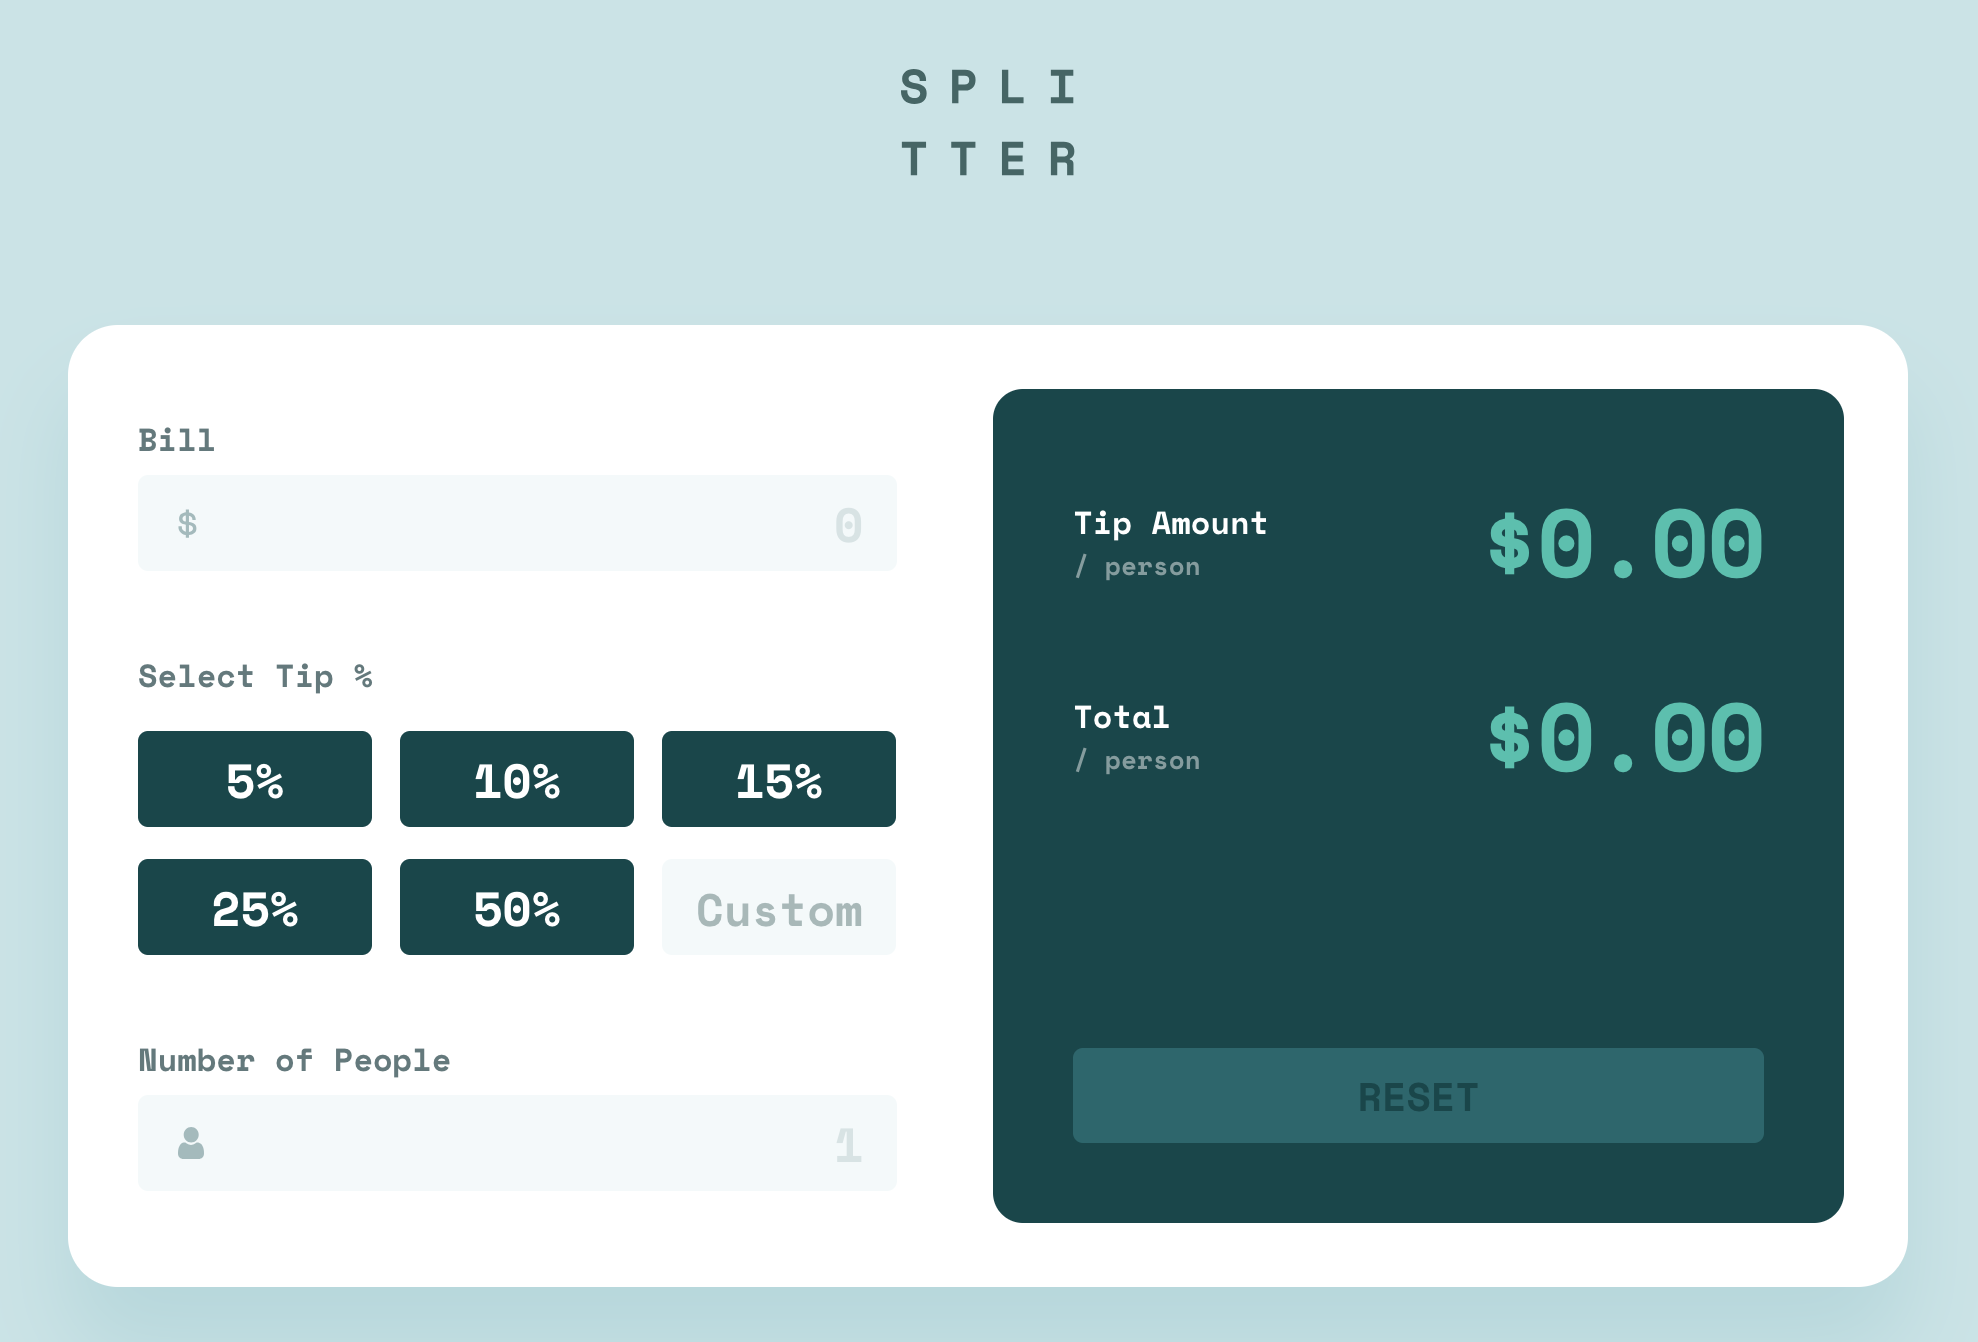 S P L I
T T E R
Bill
$ 0
Select Tip %
5% 10% 15%
25% 50% Custom
Number of People
1
Tip Amount
/ person
$0.00
Total
/ person
$0.00
RESET